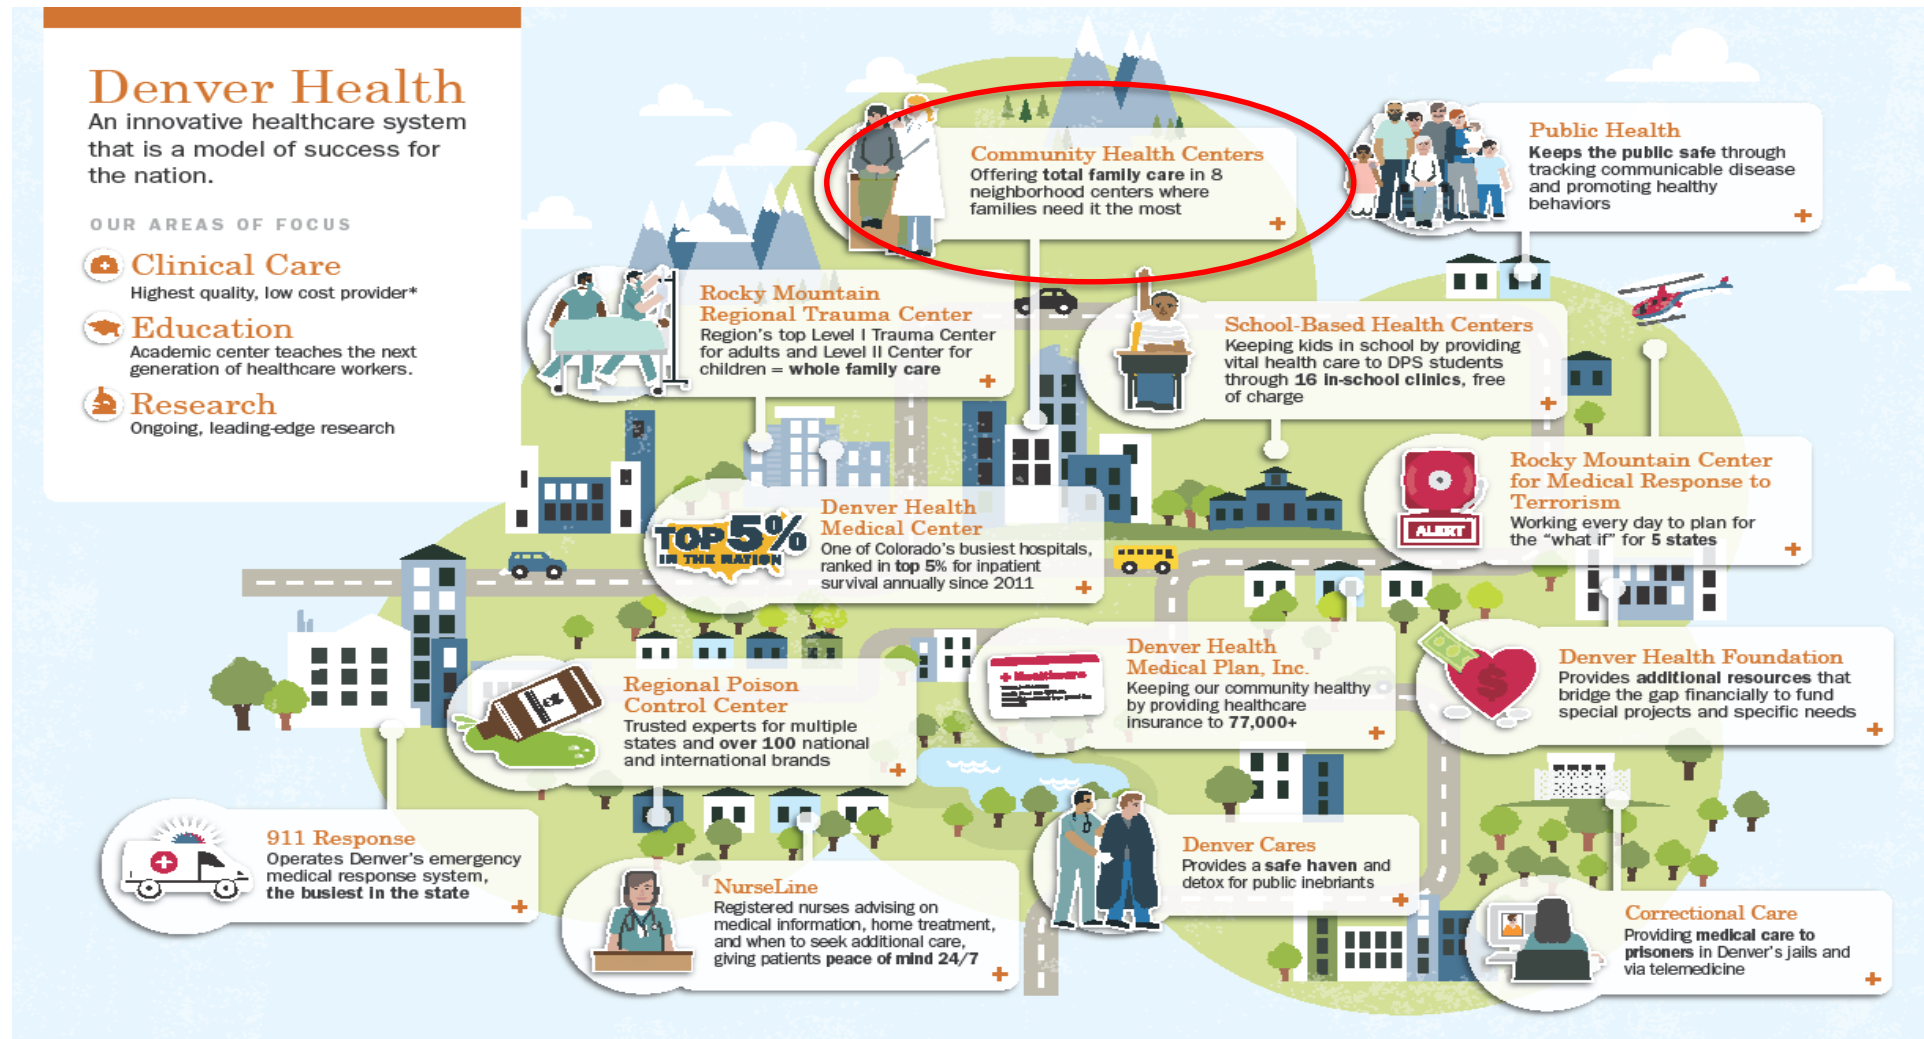 Denver Health
An innovative healthcare system
that is a model of success for
the nation.
OUR AREAS OF FOCUS
Clinical Care
Highest quality, low cost provider*
Education
Academic center teaches the next
generation of healthcare workers.
Research
Ongoing, leading-edge research
Community Health Centers
Offering total family care in 8
neighborhood centers where
families need it the most
+
Public Health
Keeps the public safe through
tracking communicable disease
and promoting healthy
behaviors
+
Rocky Mountain
Regional Trauma Center
Region's top Level I Trauma Center
for adults and Level II Center for
children = whole family care
+
School-Based Health Centers
Keeping kids in school by providing
vital health care to DPS students
through 16 in-school clinics, free
of charge
+
TOP 5%
IN THE NATION
Denver Health
Medical Center
One of Colorado's busiest hospitals,
ranked in top 5% for inpatient
survival annually since 2011
+
ALERT
Rocky Mountain Center
for Medical Response to
Terrorism
Working every day to plan for
the “what if” for 5 states
+
Regional Poison
Control Center
Trusted experts for multiple
states and over 100 national
and international brands
+
+ Healthcare
Denver Health
Medical Plan, Inc.
Keeping our community healthy
by providing healthcare
insurance to 77,000+
+
$
Denver Health Foundation
Provides additional resources that
bridge the gap financially to fund
special projects and specific needs
+
911 Response
Operates Denver's emergency
medical response system,
the busiest in the state
+
NurseLine
Registered nurses advising on
medical information, home treatment,
and when to seek additional care,
giving patients peace of mind 24/7
+
Denver Cares
Provides a safe haven and
detox for public inebriants
+
Correctional Care
Providing medical care to
prisoners in Denver's jails and
via telemedicine
+